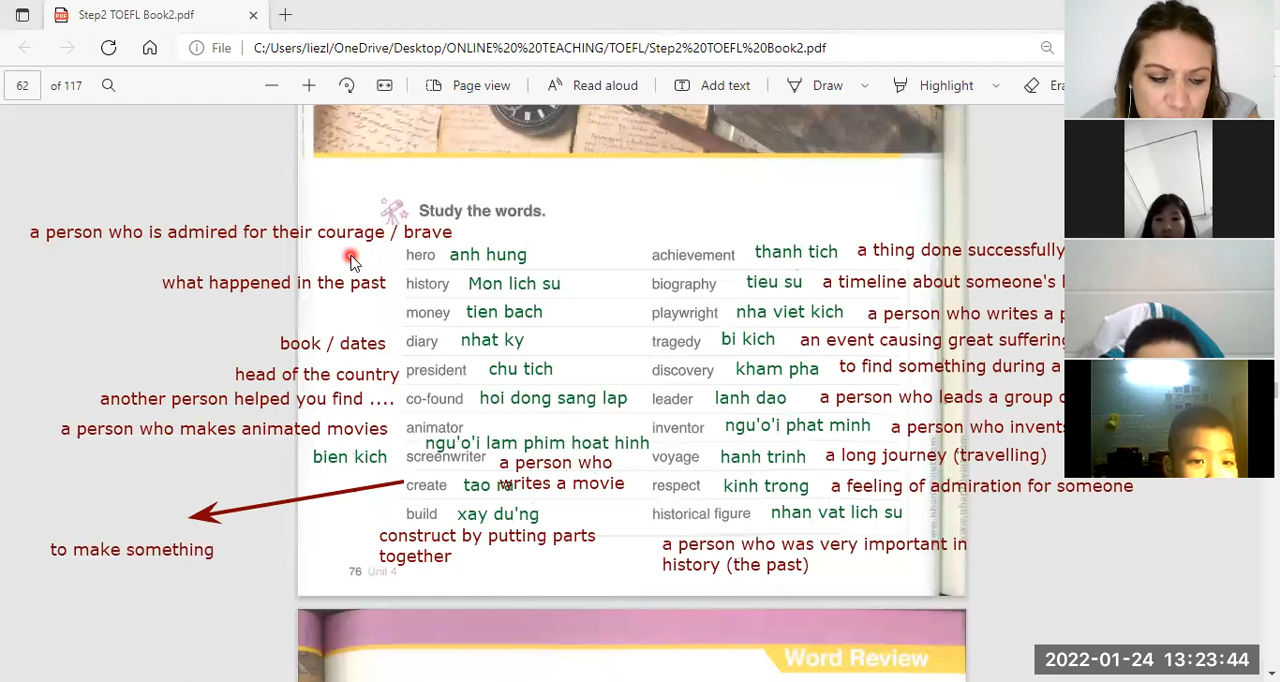 Step2 TOEFL Book2.pdf
File C:/Users/liezl/OneDrive/Desktop/ONLINE%20%20TEACHING/TOEFL/Step2%20TOEFL%20Book2.pdf
62 of 117 Page view Read aloud Add text Draw Highlight
Study the words.
a person who is admired for their courage / brave
hero anh hung
achievement thanh tich a thing done successfully
what happened in the past history Mon lich su
biography tieu su a timeline about someone's
money tien bach
playwright nha viet kich a person who writes a
book / dates diary nhat ky
tragedy bi kich an event causing great suffering
head of the country president chu tich
discovery kham pha to find something during a
another person helped you find .... co-found hoi dong sang lap
leader lanh dao a person who leads a group
a person who makes animated movies animator ngu'o'i lam phim hoat hinh
inventor ngu'o'i phat minh a person who invents
bien kich screenwriter a person who writes a movie
voyage hanh trinh a long journey (travelling)
create tao ra
respect kinh trong a feeling of admiration for someone
to make something
build xay du'ng
historical figure nhan vat lich su
construct by putting parts
together
a person who was very important in
history (the past)
76 Unit 4
Word Review
2022-01-24 13:23:44